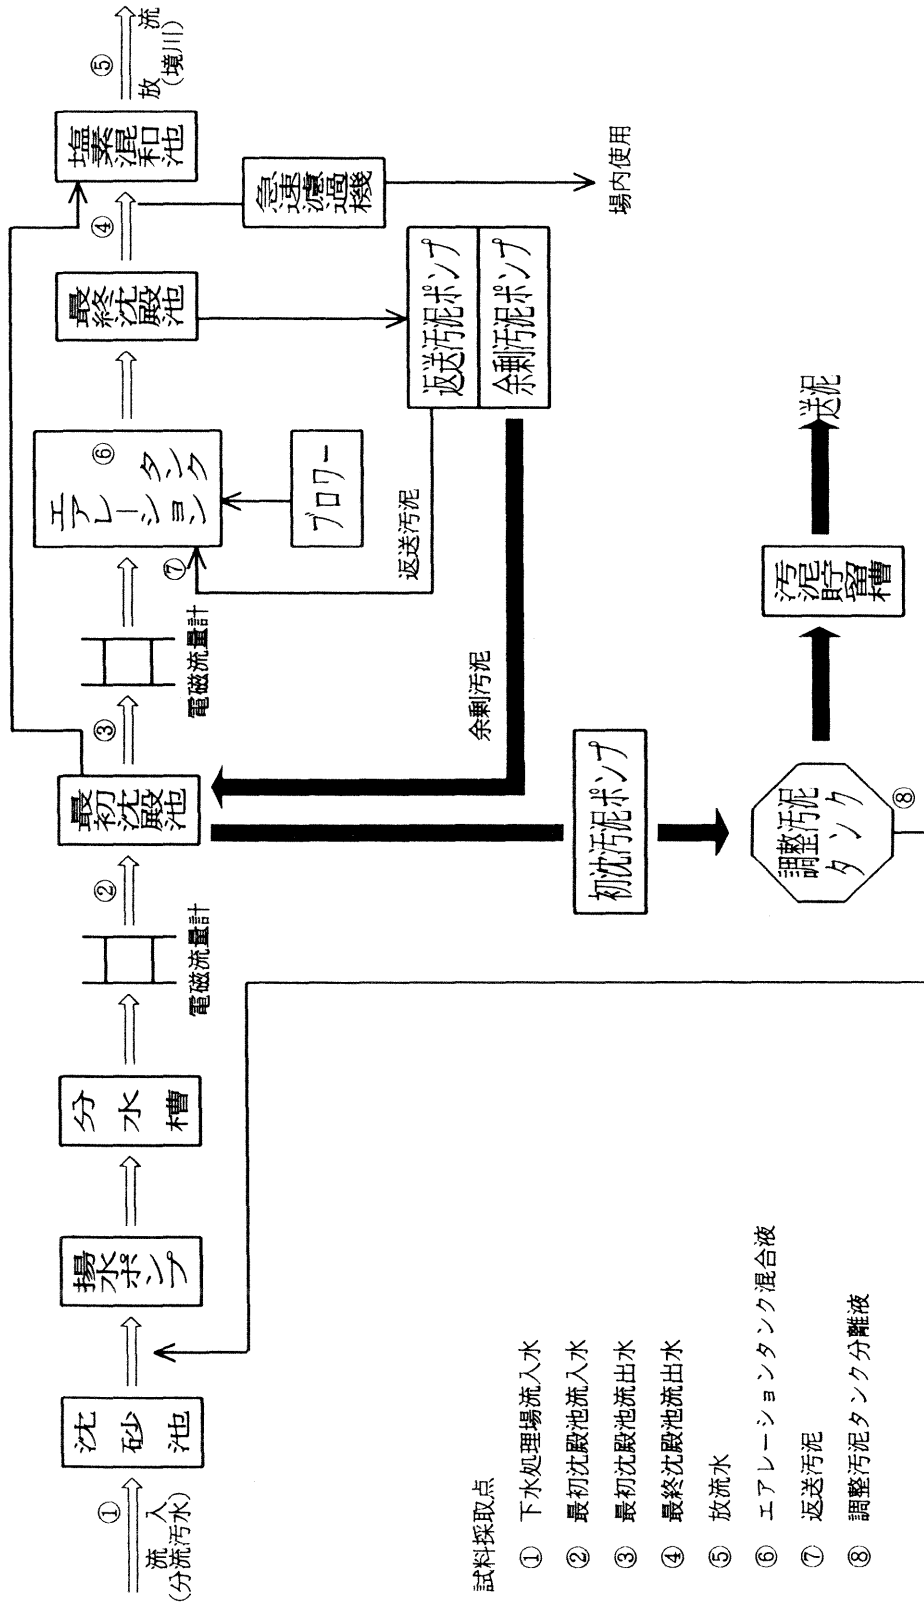 ①
流入
(分流汚水)
沈砂池
揚水ポンプ
分水槽
電磁流量計
②
最初沈殿池
③
電磁流量計
エアレーション
タンク
⑥
⑦
ブロワー
返送汚泥
最終沈殿池
④
塩素混和池
⑤
放流
(境川)
急速濾過機
場内使用
返送汚泥ポンプ
余剰汚泥ポンプ
余剰汚泥
初沈汚泥ポンプ
調整汚泥
タンク
⑧
汚泥貯留槽
送泥
試料採取点
① 下水処理場流入水
② 最初沈殿池流入水
③ 最初沈殿池流出水
④ 最終沈殿池流出水
⑤ 放流水
⑥ エアレーションタンク混合液
⑦ 返送汚泥
⑧ 調整汚泥タンク分離液